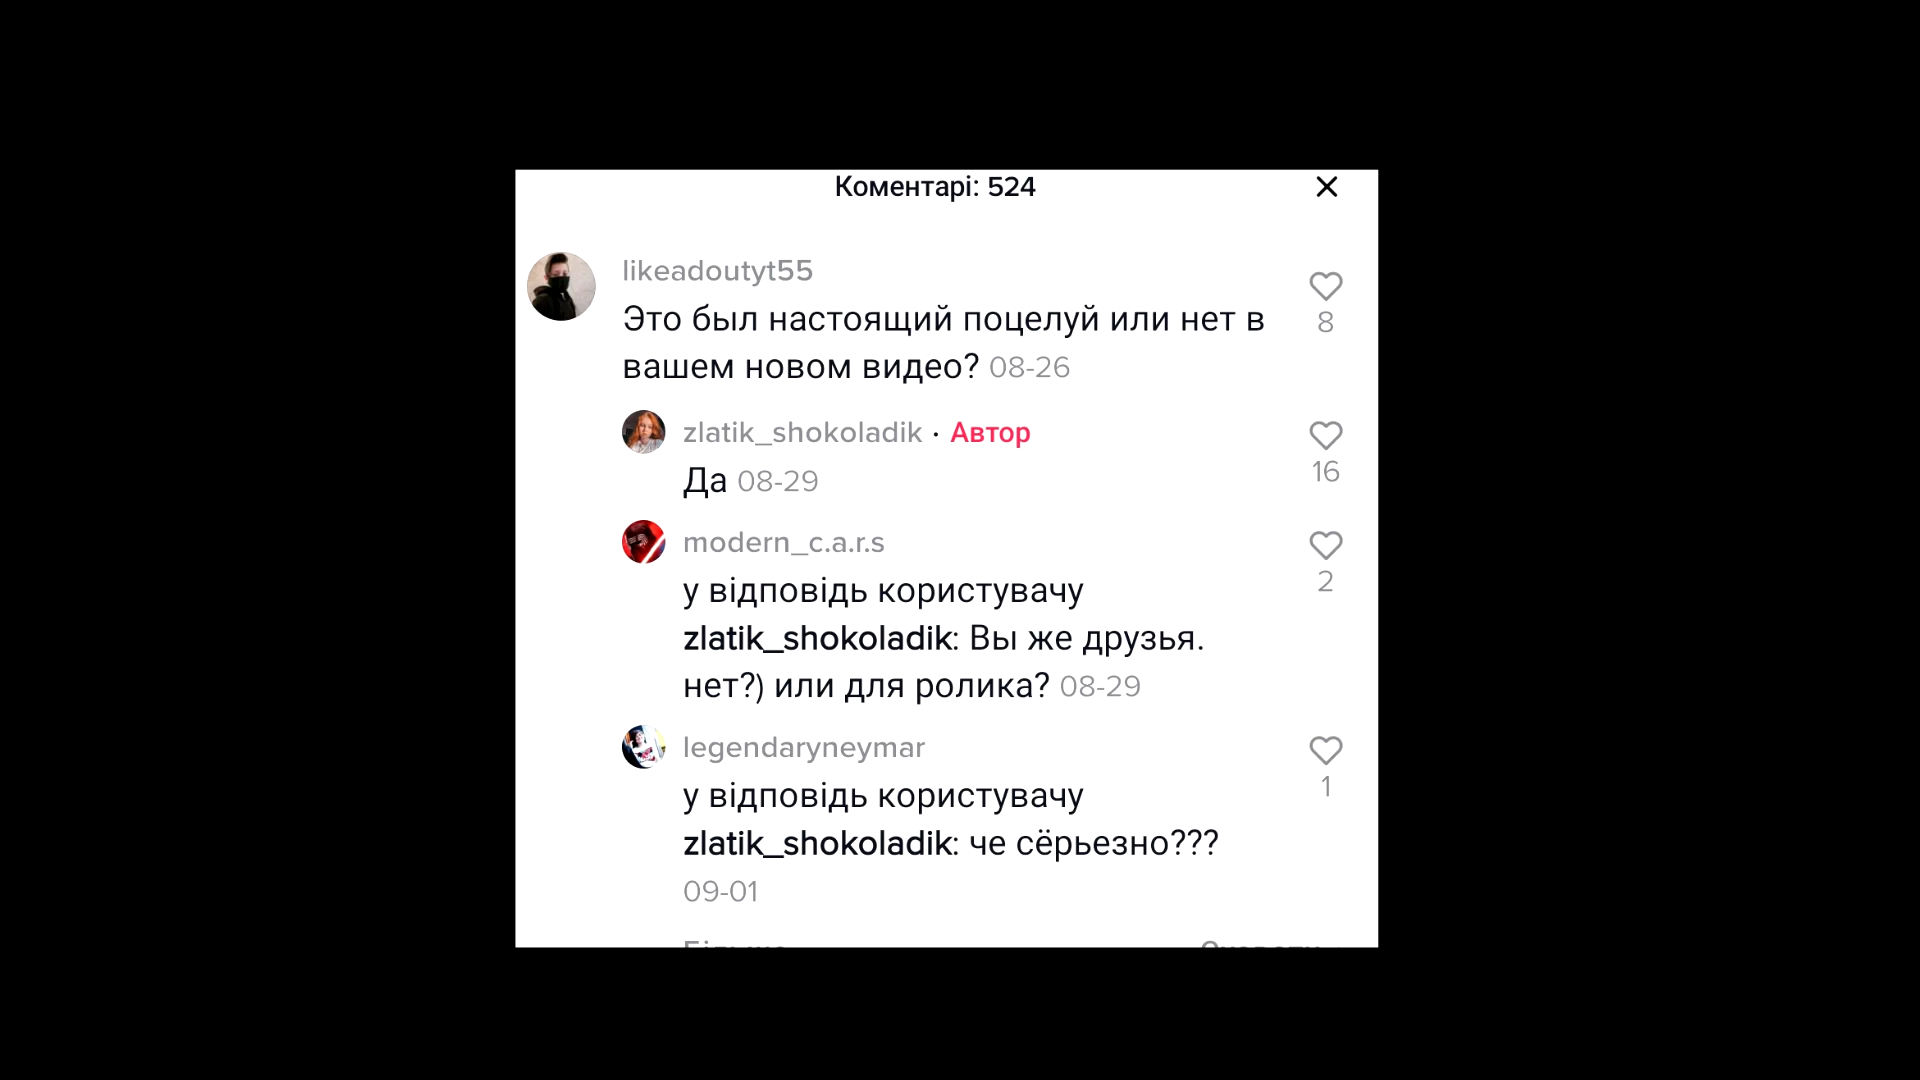 Коментарі: 524
likeadoutyt55
Это был настоящий поцелуй или нет в
вашем новом видео? 08-26
8
zlatik_shokoladik · Автор
Да 08-29
16
modern_c.a.r.s
у відповідь користувачу
zlatik_shokoladik: Вы же друзья.
нет?) или для ролика? 08-29
2
legendaryneymar
у відповідь користувачу
zlatik_shokoladik: че сёрьезно???
09-01
1